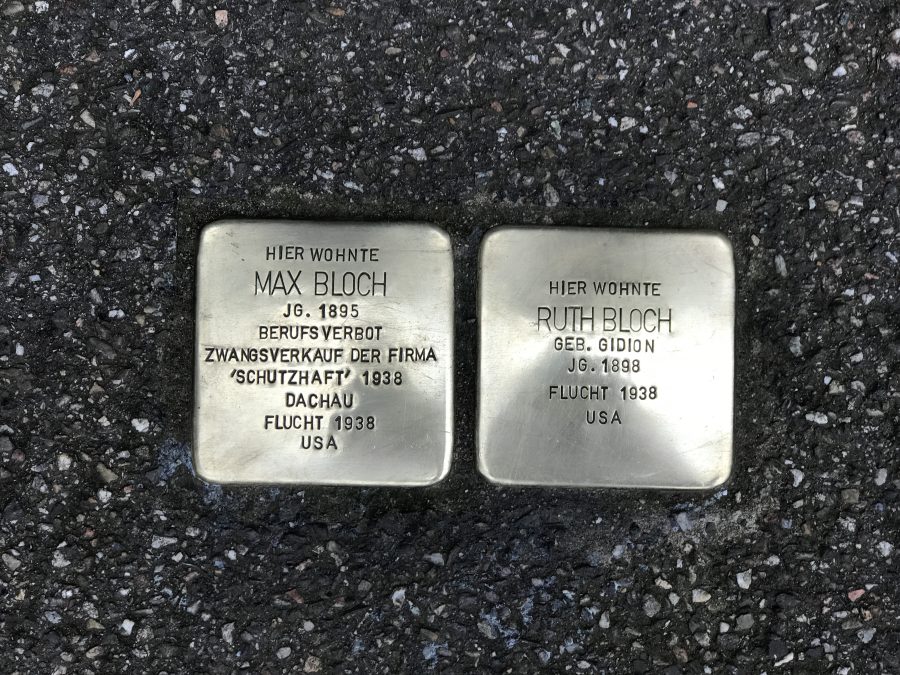 HIER WOHNTE
MAX BLOCH
JG. 1895
BERUFSVERBOT
ZWANGSVERKAUF DER FIRMA
'SCHUTZHAFT' 1938
DACHAU
FLUCHT 1938
USA
HIER WOHNTE
RUTH BLOCH
GEB. GIDION
JG. 1898
FLUCHT 1938
USA